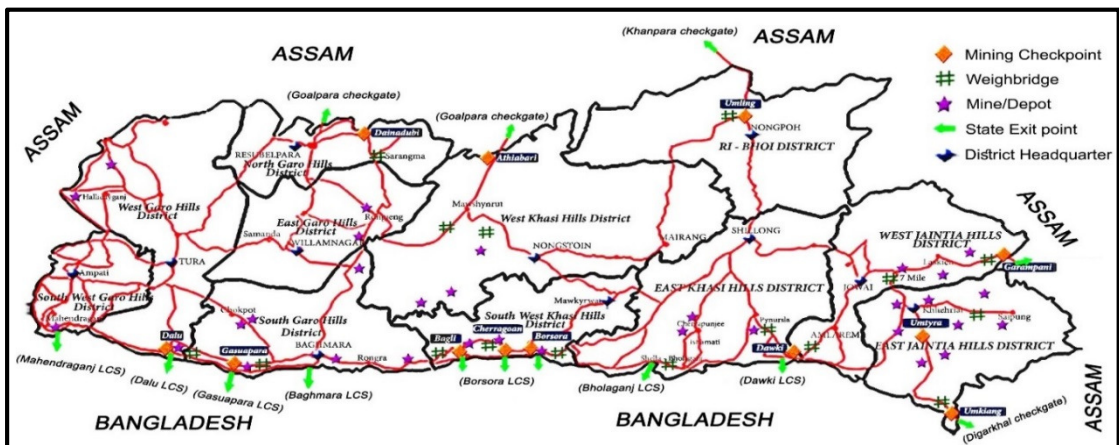 (Khanpara checkgate)
ASSAM
ASSAM
Mining Checkpoint
Weighbridge
Mine/Depot
State Exit point
District Headquarter
(Goalpara checkgate)
(Goalpara checkgate)
ASSAM
Umling
NONGPOH
RI - BHOI DISTRICT
Dainadubi
RESUBELPARA
North Garo Hills
District
Sarangma
Athiabari
West Garo Hills
District
East Garo Hills
District
Samanda
WILLAMNAGAR
Rongjeng
Mawshynrut
West Khasi Hills District
NONGSTOIN
MAIRANG
SHILLONG
WEST JAINTIA HILLS
DISTRICT
ASSAM
Garampani
7 Mile
JOWAI
TURA
Ampati
South West Garo Hills
District
Mahendraganj
Chokpot
South Garo Hills
District
BAGHMARA
Rongra
Dalu
Gasuapara
Mawkyrwat
South West Khasi Hills
District
Bagli
Cherragoan
Borsora
EAST KHASI HILLS DISTRICT
Cherrapunjee
Shella
Pynursla
Dawki
AMLAREM
Khliehriat
Saipung
Umtyra
EAST JAINTIA HILLS DISTRICT
Umkiang
(Mahendraganj LCS)
(Dalu LCS)
(Gasuapara LCS)
(Baghmara LCS)
(Borsora LCS)
(Bholaganj LCS)
(Dawki LCS)
(Digarkhal checkgate)
BANGLADESH
BANGLADESH
ASSAM